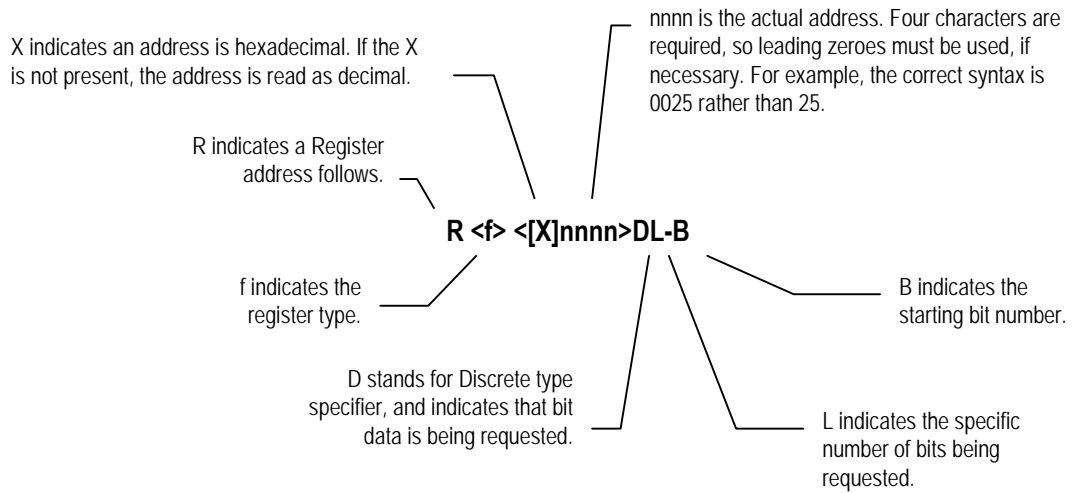 X indicates an address is hexadecimal. If the X
is not present, the address is read as decimal.
nnnn is the actual address. Four characters are
required, so leading zeroes must be used, if
necessary. For example, the correct syntax is
0025 rather than 25.
R indicates a Register
address follows.
R <f> <[X]nnnn>DL-B
f indicates the
register type.
B indicates the
starting bit number.
D stands for Discrete type
specifier, and indicates that bit
data is being requested.
L indicates the specific
number of bits being
requested.